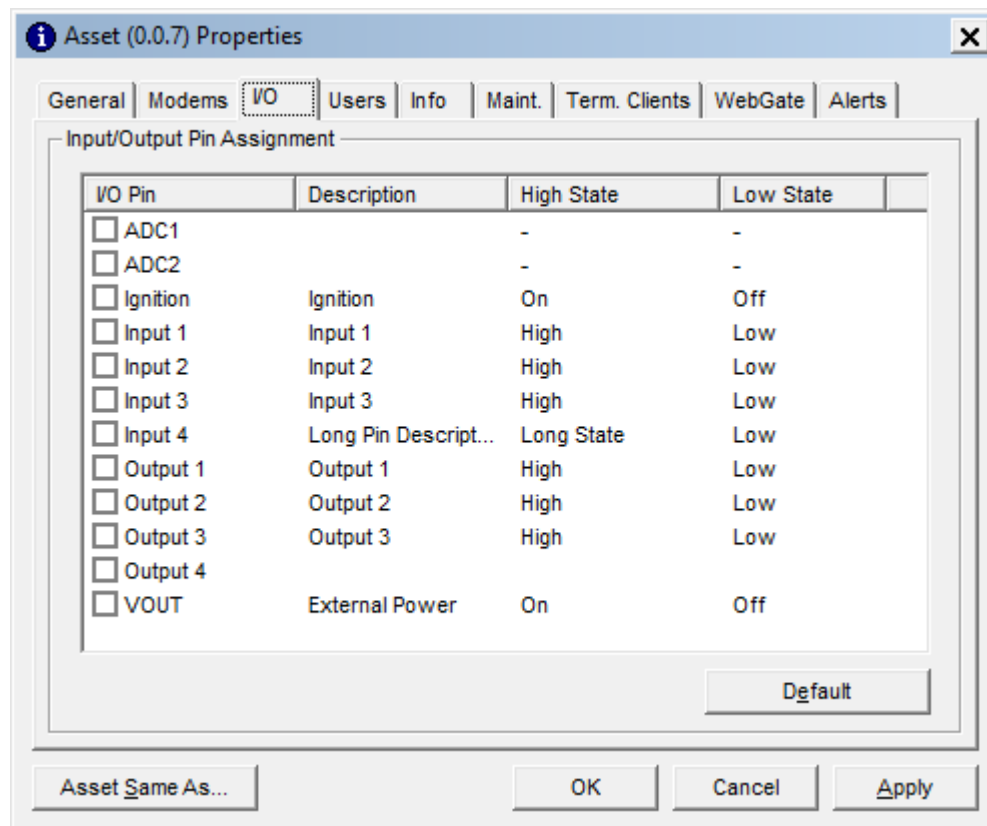 Asset (0.0.7) Properties
General Modems I/O Users Info Maint. Term. Clients WebGate Alerts
Input/Output Pin Assignment
I/O Pin Description High State Low State
ADC1 - -
ADC2 - -
Ignition Ignition On Off
Input 1 Input 1 High Low
Input 2 Input 2 High Low
Input 3 Input 3 High Low
Input 4 Long Pin Descript... Long State Low
Output 1 Output 1 High Low
Output 2 Output 2 High Low
Output 3 Output 3 High Low
Output 4
VOUT External Power On Off
Default
Asset Same As... OK Cancel Apply